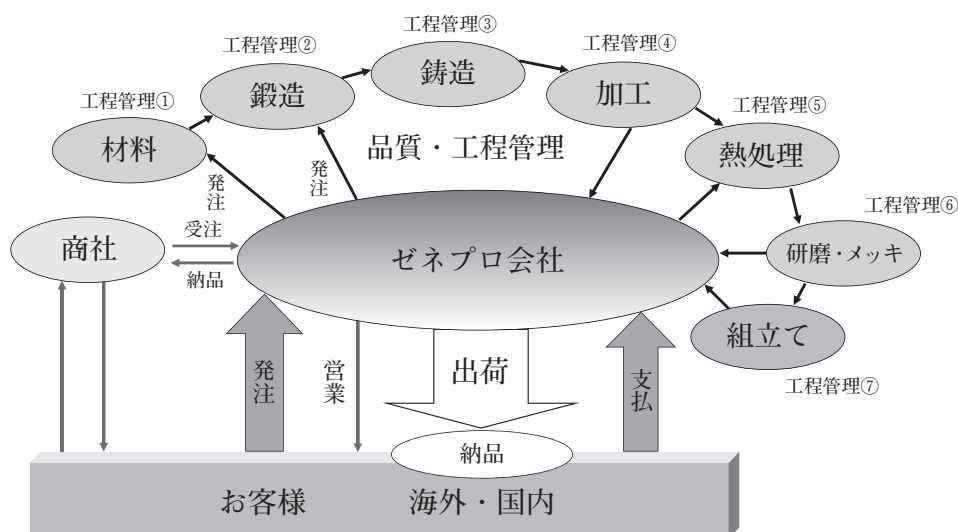 工程管理③
工程管理②
工程管理④
鋳造
鍛造
加工
工程管理①
工程管理⑤
材料
品質・工程管理
熱処理
発注
発注
工程管理⑥
商社
受注
納品
ゼネプロ会社
研磨・メッキ
組立て
工程管理⑦
発注
営業
出荷
支払
納品
お客様
海外・国内